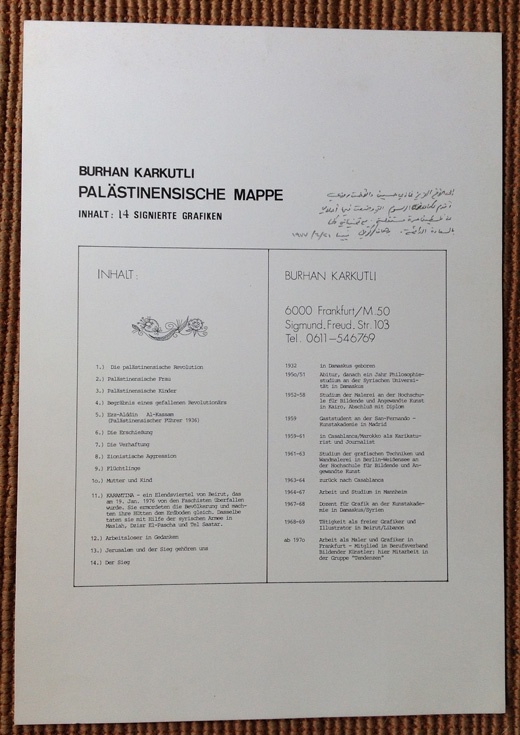 BURHAN KARKUTLI
PALÄSTINENSISCHE MAPPE
INHALT: 14 SIGNIERTE GRAFIKEN
INHALT:
1.) Die palästinensische Revolution
2.) Palästinensische Frau
3.) Palästinensische Kinder
4.) Begräbnis eines gefallenen Revolutionärs
5.) Ezz-Aldin Al-Kassam
(Palästinensischer Führer 1936)
6.) Die Erschießung
7.) Die Verhaftung
8.) Zionistische Aggression
9.) Flüchtlinge
1o.) Mutter und Kind
11.) KARANTINA - ein Elendsviertel von Beirut, das
am 19. Jan. 1976 von den Faschisten überfallen
wurde. Sie ermordeten die Bevölkerung und mach-
ten ihre Hütten dem Erdboden gleich. Dasselbe
taten sie mit Hilfe der syrischen Armee in
Maslah, Dzisr El-Pascha und Tel Saatar.
12.) Arbeitsloser in Gedanken
13.) Jerusalem und der Sieg gehören uns
14.) Der Sieg
BURHAN KARKUTLI
6000 Frankfurt/M.50
Sigmund-Freud-Str. 103
Tel. 0611-546769
1932 in Damaskus geboren
195o/51 Abitur, danach ein Jahr Philosophie-
studium an der Syrischen Universi-
tät in Damaskus
1952-58 Studium der Malerei an der Hochschu-
le für Bildende und Angewandte Kunst
in Kairo, Abschluß mit Diplom
1959 Gaststudent an der San-Fernando -
Kunstakademie in Madrid
1959-61 in Casablanca/Marokko als Karikatu-
rist und Journalist
1961-63 Studium der grafischen Techniken und
Wandmalerei in Berlin-Weißensee an
der Hochschule für Bildende und An-
gewandte Kunst
1963-64 zurück nach Casablanca
1964-67 Arbeit und Studium in Mannheim
1967-68 Dozent für Grafik an der Kunstakade-
mie in Damaskus/Syrien
1968-69 Tätigkeit als freier Grafiker und
Illustrator in Beirut/Libanon
ab 197o Arbeit als Maler und Grafiker in
Frankfurt - Mitglied im Berufsverband
Bildender Künstler; hier Mitarbeit in
der Gruppe "Tendenzen"